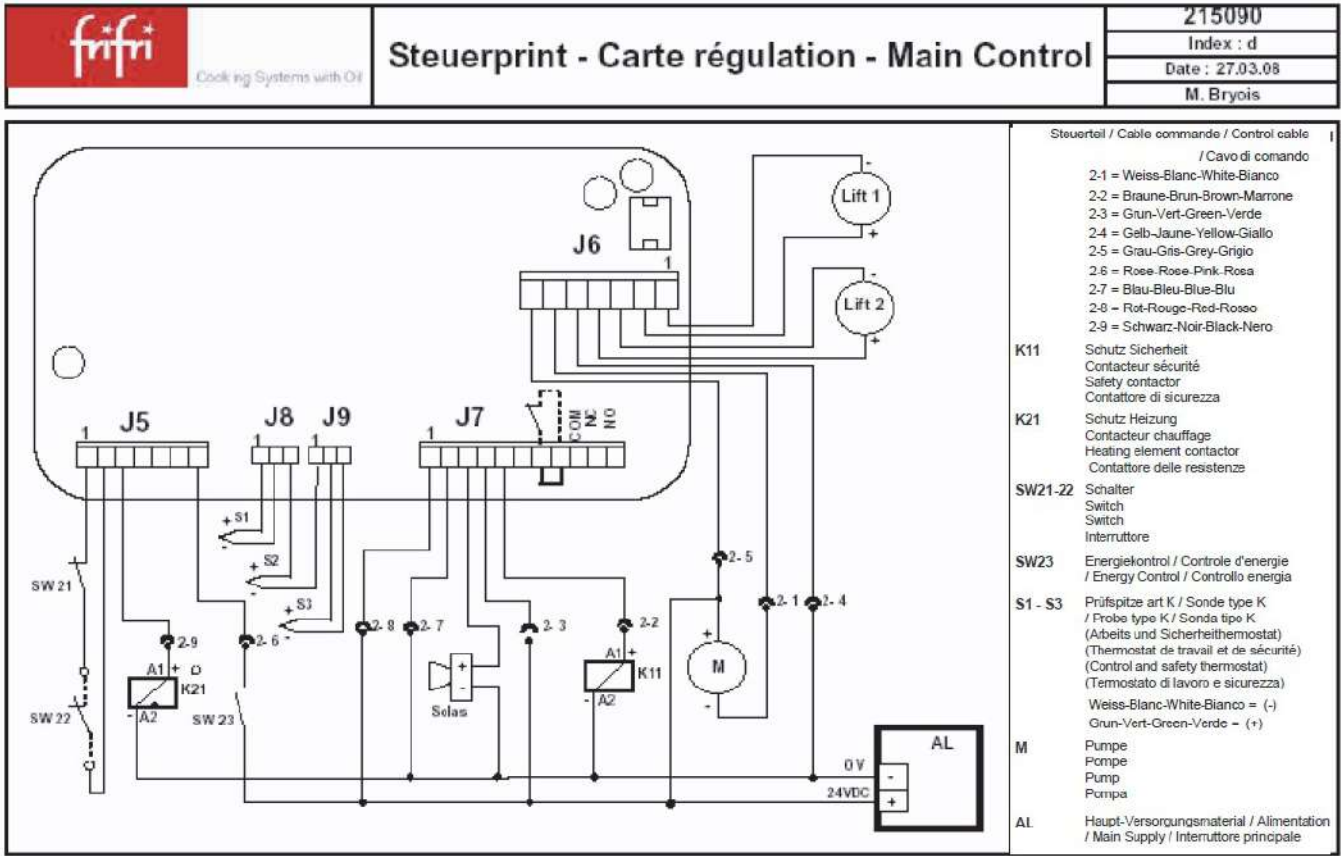 frifri
Cooking Systems with Oil
Steuerprint - Carte régulation - Main Control
215090
Index : d
Date : 27.03.08
M. Bryois
Lift 1
-
+
Lift 2
-
+
J6
1
J5
1
J8
1
J9
1
J7
1
COM
NC
NO
+ S1
-
+ S2
-
+ S3
-
SW 21
SW 22
2-9
A1 +
K21
- A2
2- 6
SW 23
2- 8
2- 7
+
-
Solas
2- 3
2-2
A1 +
K11
- A2
2- 5
+
M
-
2- 1
2- 4
AL
0 V
-
24VDC
+
Steuerteil / Cable commande / Control cable
/ Cavo di comando
2-1 = Weiss-Blanc-White-Bianco
2-2 = Braune-Brun-Brown-Marrone
2-3 = Grun-Vert-Green-Verde
2-4 = Gelb-Jaune-Yellow-Giallo
2-5 = Grau-Gris-Grey-Grigio
2-6 = Rose-Rose-Pink-Rosa
2-7 = Blau-Bleu-Blue-Blu
2-8 = Rot-Rouge-Red-Rosso
2-9 = Schwarz-Noir-Black-Nero
K11 Schutz Sicherheit
Contacteur sécurité
Safety contactor
Contattore di sicurezza
K21 Schutz Heizung
Contacteur chauffage
Heating element contactor
Contattore delle resistenze
SW21-22 Schalter
Switch
Switch
Interruttore
SW23 Energiekontrol / Controle d'energie
/ Energy Control / Controllo energia
S1 - S3 Prüfspitze art K / Sonde type K
/ Probe type K / Sonda tipo K
(Arbeits und Sicherheithermostat)
(Thermostat de travail et de sécurité)
(Control and safety thermostat)
(Termostato di lavoro e sicurezza)
Weiss-Blanc-White-Bianco = (-)
Grun-Vert-Green-Verde = (+)
M Pumpe
Pompe
Pump
Pompa
AL Haupt-Versorgungsmaterial / Alimentation
/ Main Supply / Interruttore principale